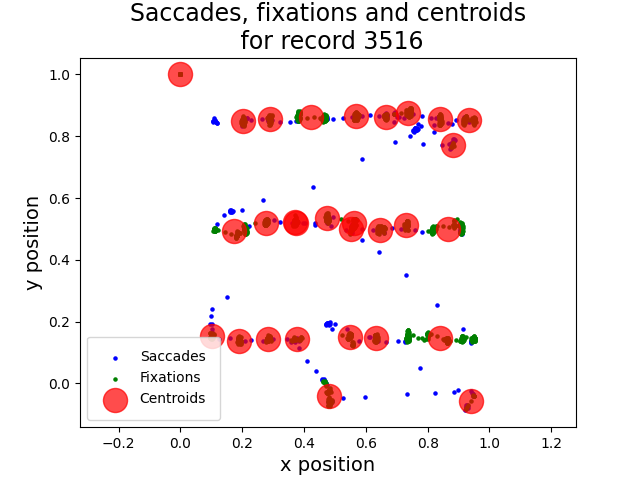 Saccades, fixations and centroids
for record 3516
1.0
0.8
0.6
0.4
0.2
0.0
y position
Saccades
Fixations
Centroids
−0.2
0.0
0.2
0.4
0.6
0.8
1.0
1.2
x position